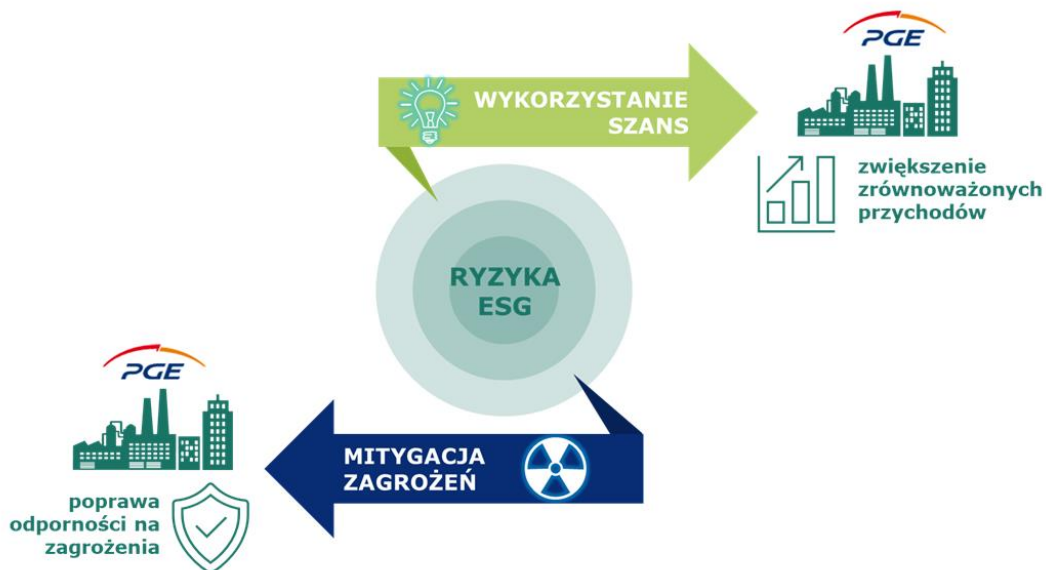 PGE
WYKORZYSTANIE
SZANS
zwiększenie
zrównoważonych
przychodów
RYZYKA
ESG
PGE
MITYGACJA
ZAGROŻEŃ
poprawa
odporności na
zagrożenia